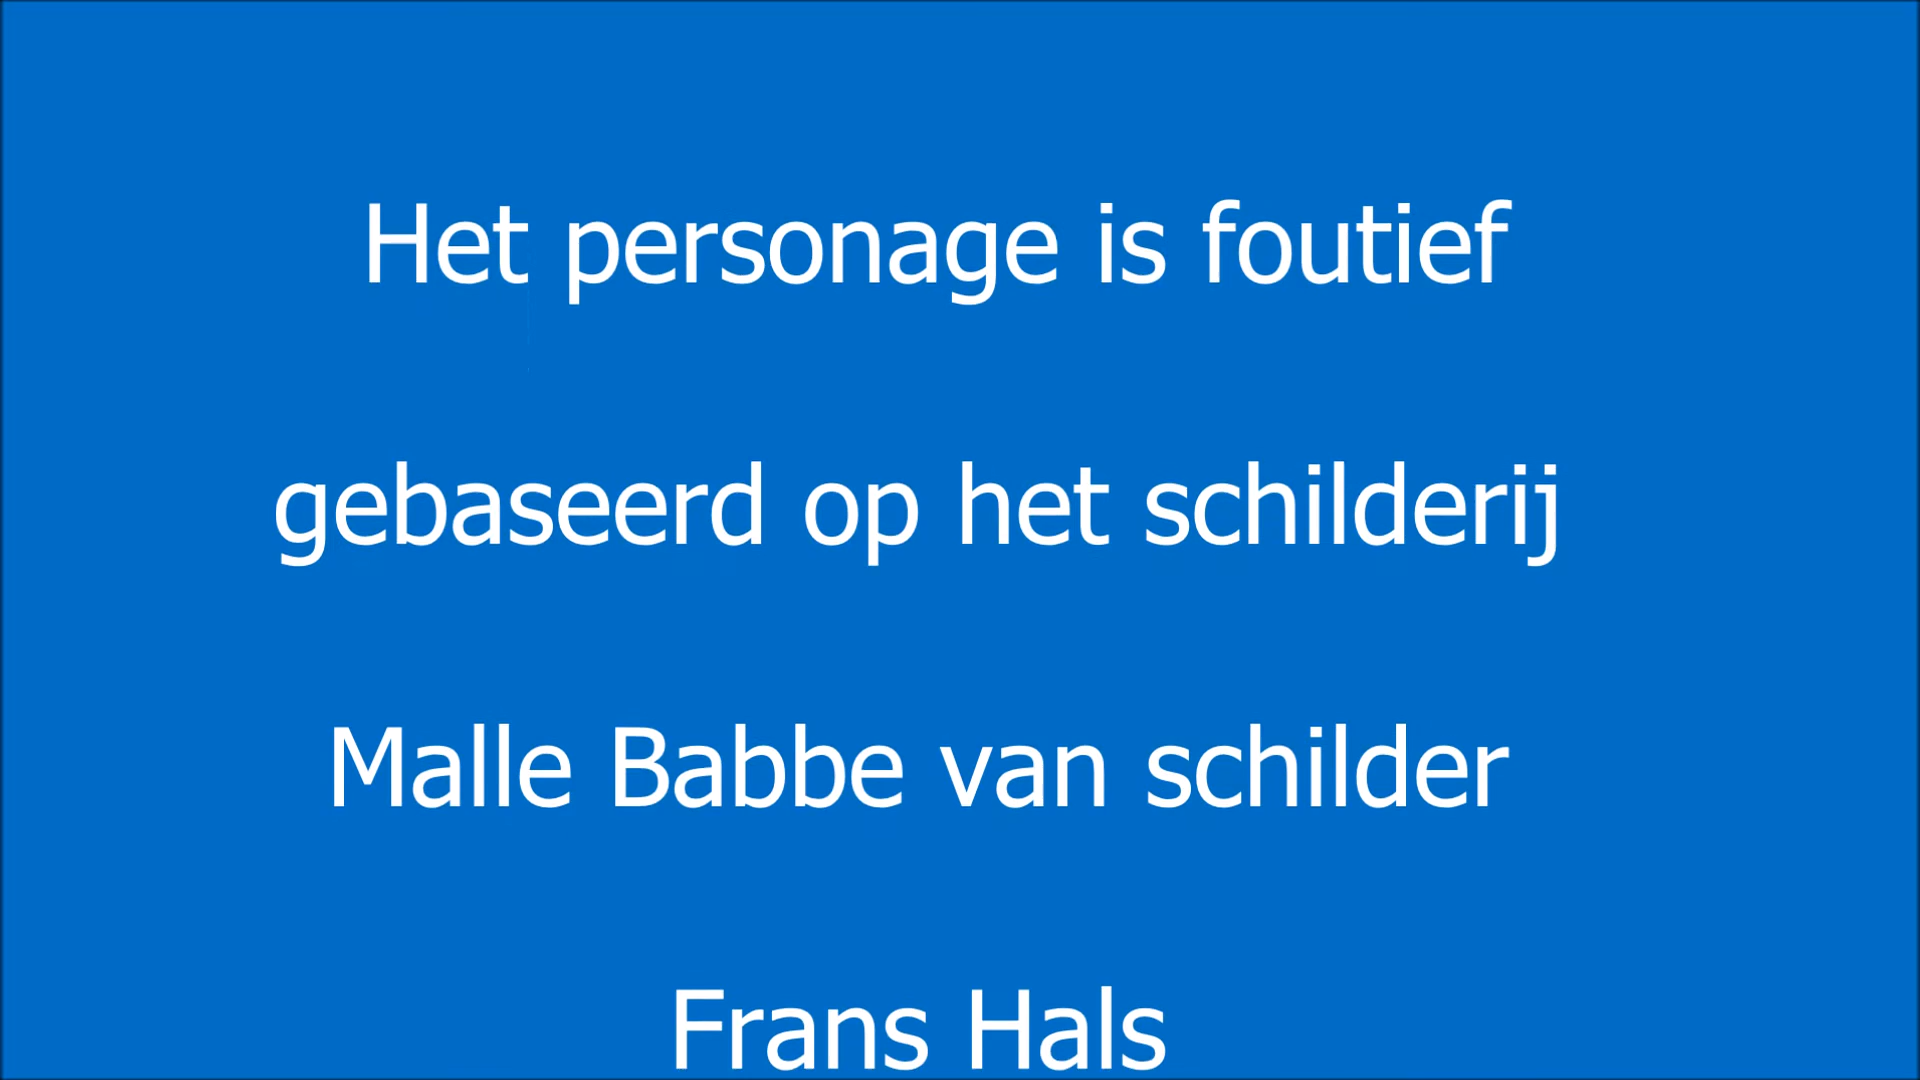 Het personage is foutief
gebaseerd op het schilderij
Malle Babbe van schilder
Frans Hals